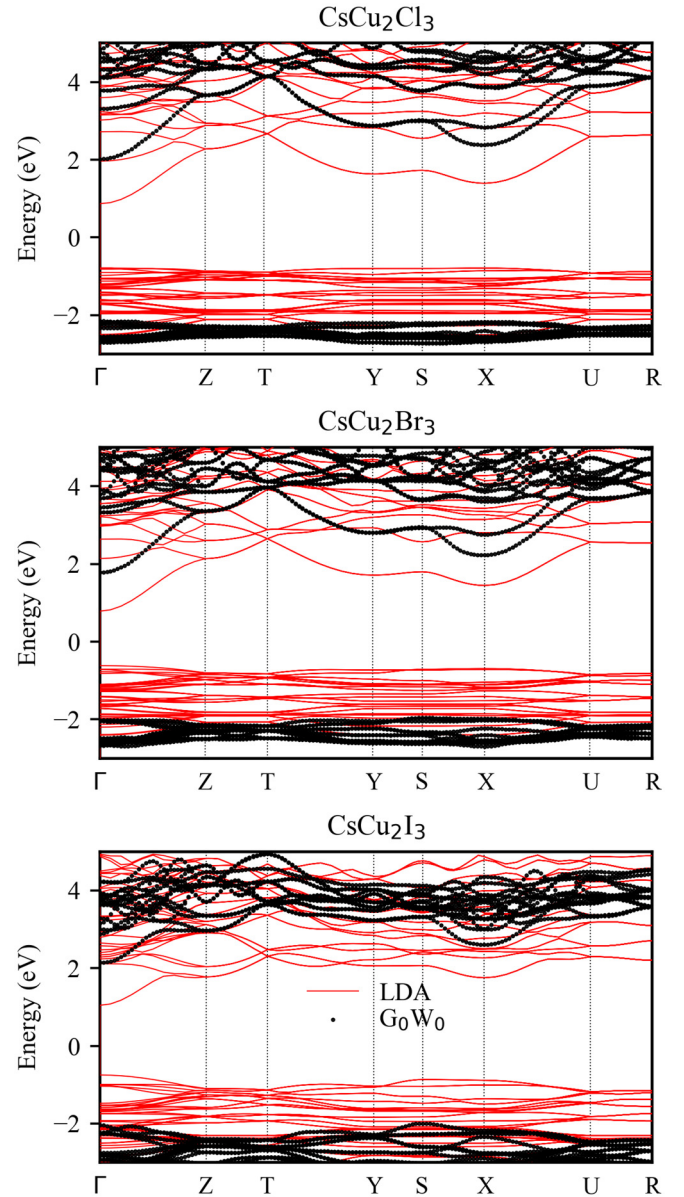 CsCu₂Cl₃
Energy (eV)
4
2
0
−2
Γ Z T Y S X U R
CsCu₂Br₃
Energy (eV)
4
2
0
−2
Γ Z T Y S X U R
CsCu₂I₃
Energy (eV)
4
2
0
−2
LDA
G₀W₀
Γ Z T Y S X U R